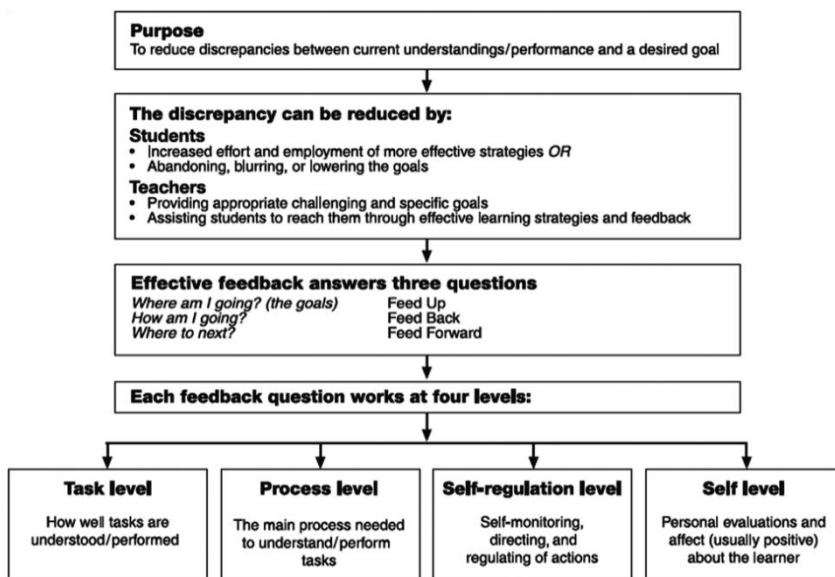 Purpose
To reduce discrepancies between current understandings/performance and a desired goal
The discrepancy can be reduced by:
Students
• Increased effort and employment of more effective strategies OR
• Abandoning, blurring, or lowering the goals
Teachers
• Providing appropriate challenging and specific goals
• Assisting students to reach them through effective learning strategies and feedback
Effective feedback answers three questions
Where am I going? (the goals) Feed Up
How am I going? Feed Back
Where to next? Feed Forward
Each feedback question works at four levels:
Task level
How well tasks are
understood/performed
Process level
The main process needed
to understand/perform
tasks
Self-regulation level
Self-monitoring,
directing, and
regulating of actions
Self level
Personal evaluations and
affect (usually positive)
about the learner